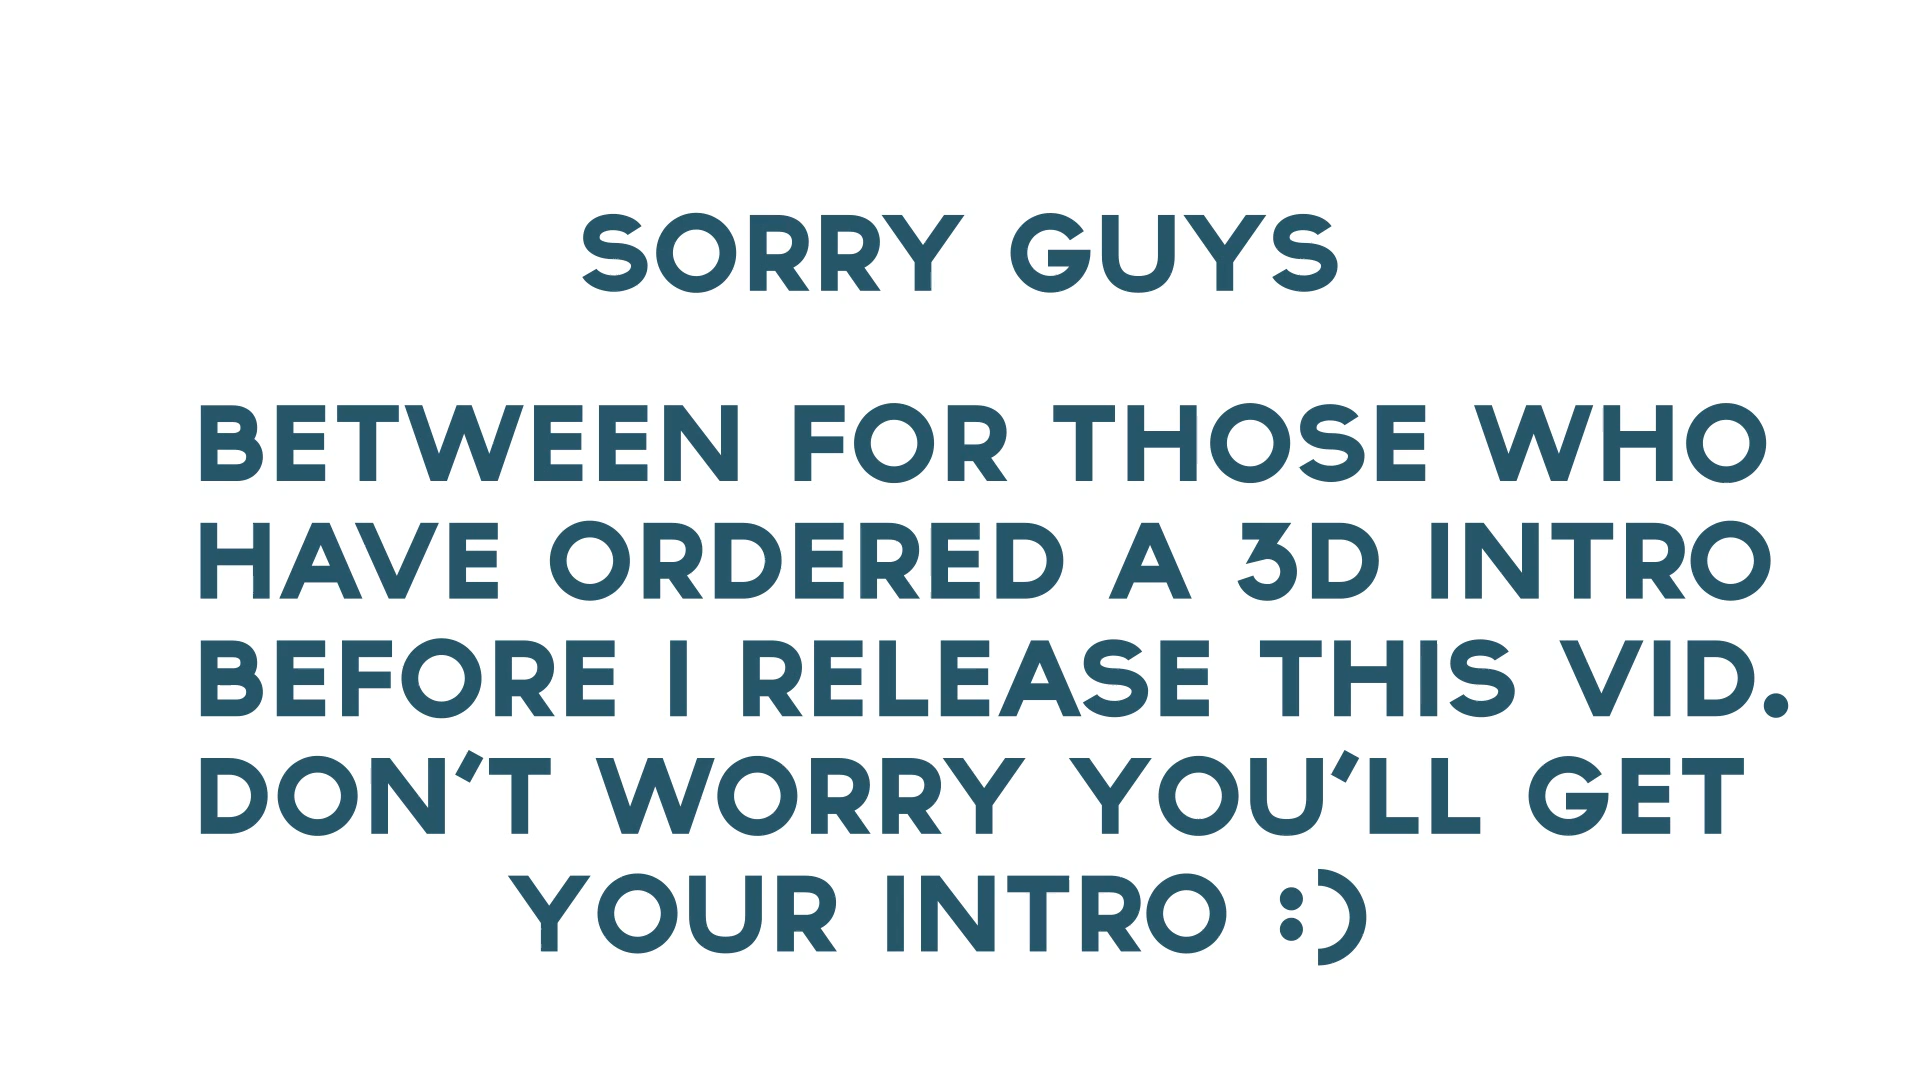 SORRY GUYS
BETWEEN FOR THOSE WHO
HAVE ORDERED A 3D INTRO
BEFORE I RELEASE THIS VID.
DON'T WORRY YOU'LL GET
YOUR INTRO :)